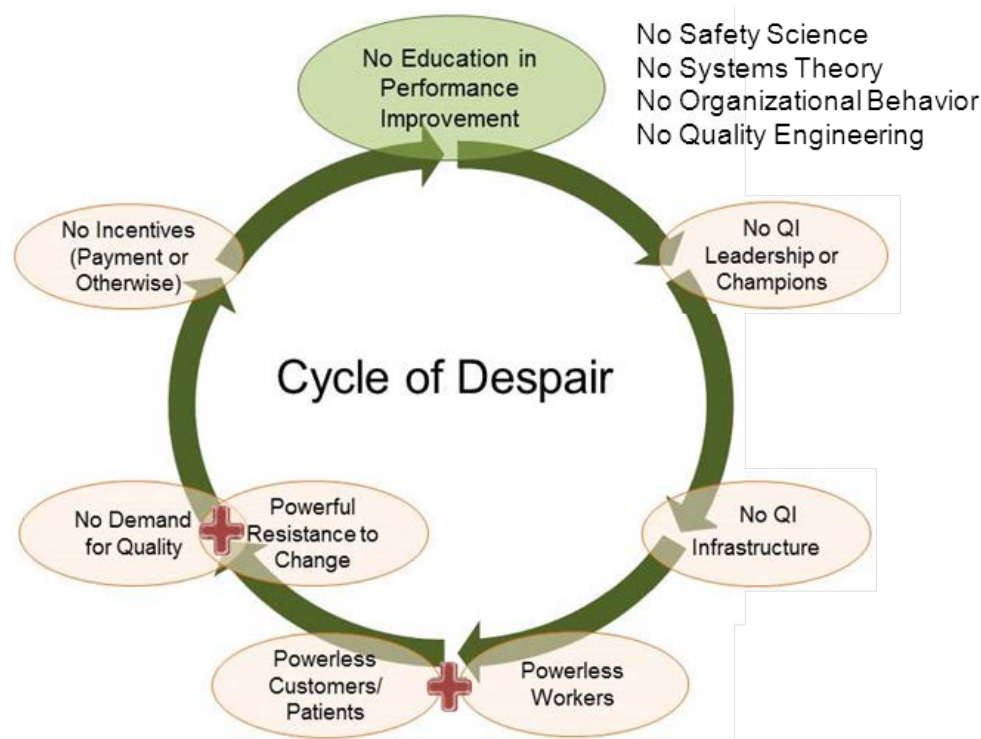 No Education in
Performance
Improvement
No Safety Science
No Systems Theory
No Organizational Behavior
No Quality Engineering
No Incentives
(Payment or
Otherwise)
No QI
Leadership or
Champions
Cycle of Despair
No Demand
for Quality
Powerful
Resistance to
Change
No QI
Infrastructure
Powerless
Customers/
Patients
Powerless
Workers